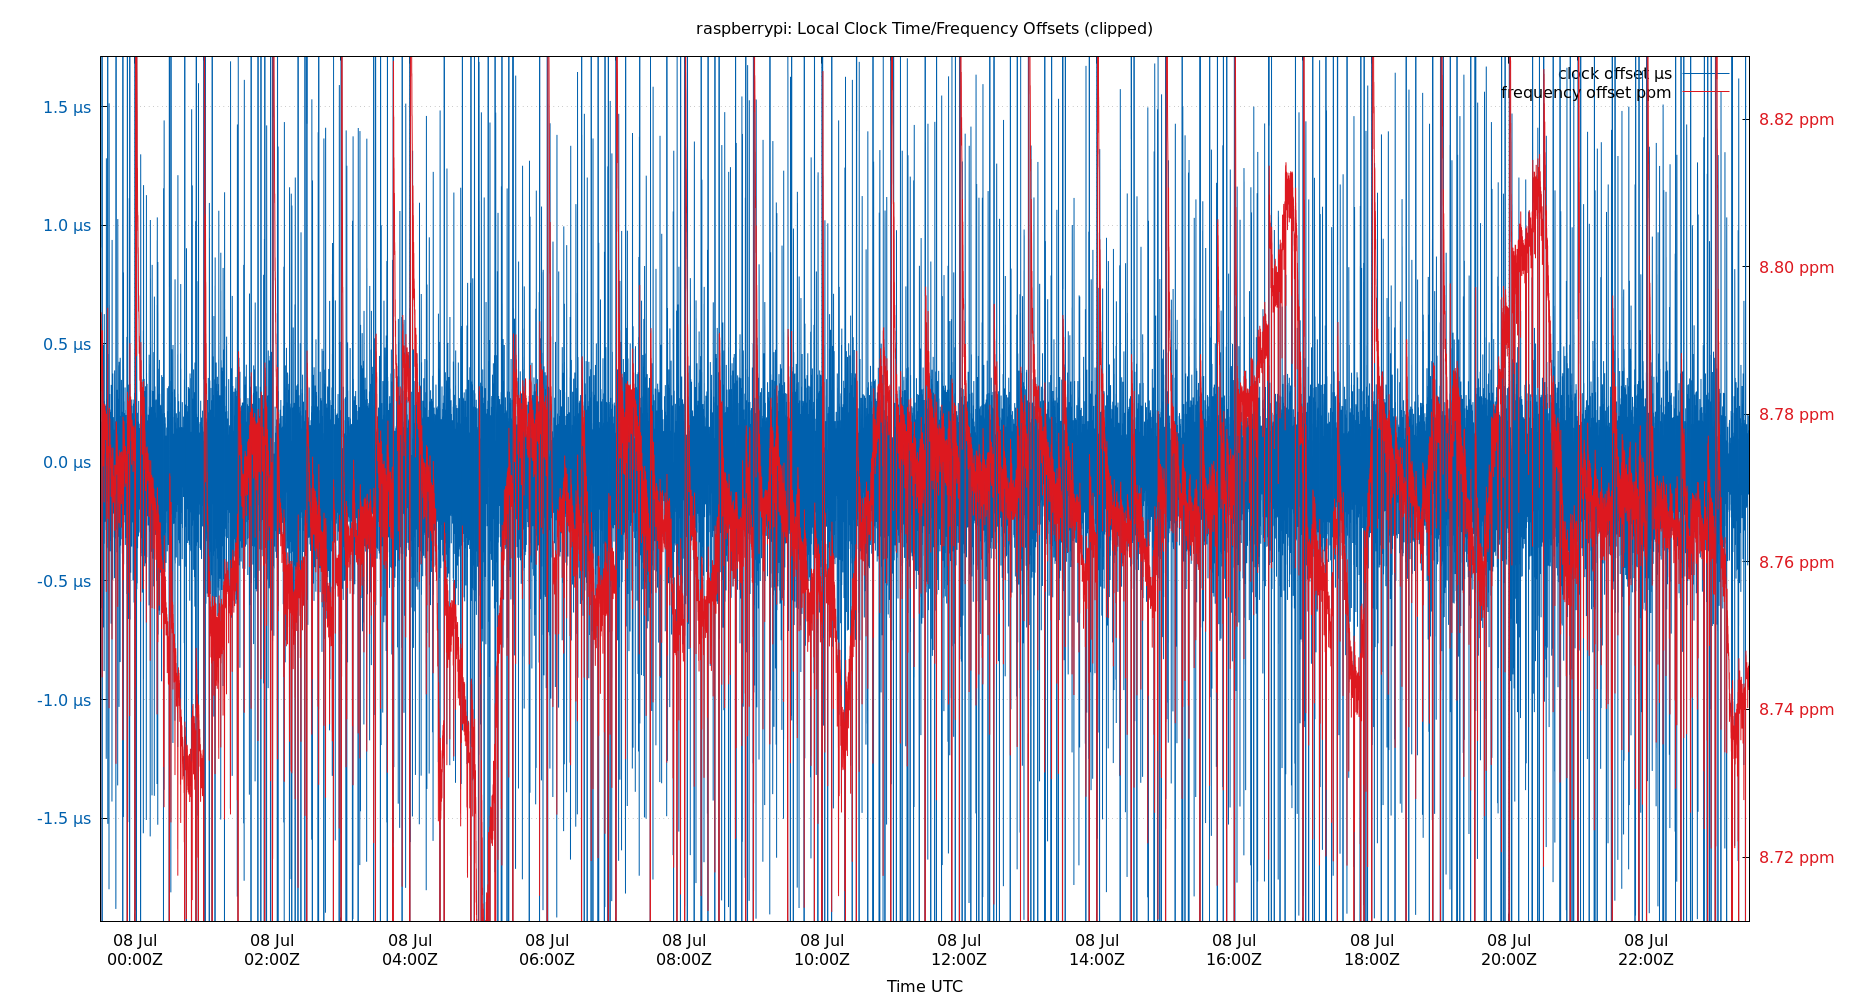 raspberrypi: Local Clock Time/Frequency Offsets (clipped)
clock offset µs
frequency offset ppm
1.5 µs
1.0 µs
0.5 µs
0.0 µs
-0.5 µs
-1.0 µs
-1.5 µs
8.82 ppm
8.80 ppm
8.78 ppm
8.76 ppm
8.74 ppm
8.72 ppm
08 Jul 08 Jul 08 Jul 08 Jul 08 Jul 08 Jul 08 Jul 08 Jul 08 Jul 08 Jul 08 Jul 08 Jul
00:00Z 02:00Z 04:00Z 06:00Z 08:00Z 10:00Z 12:00Z 14:00Z 16:00Z 18:00Z 20:00Z 22:00Z
Time UTC